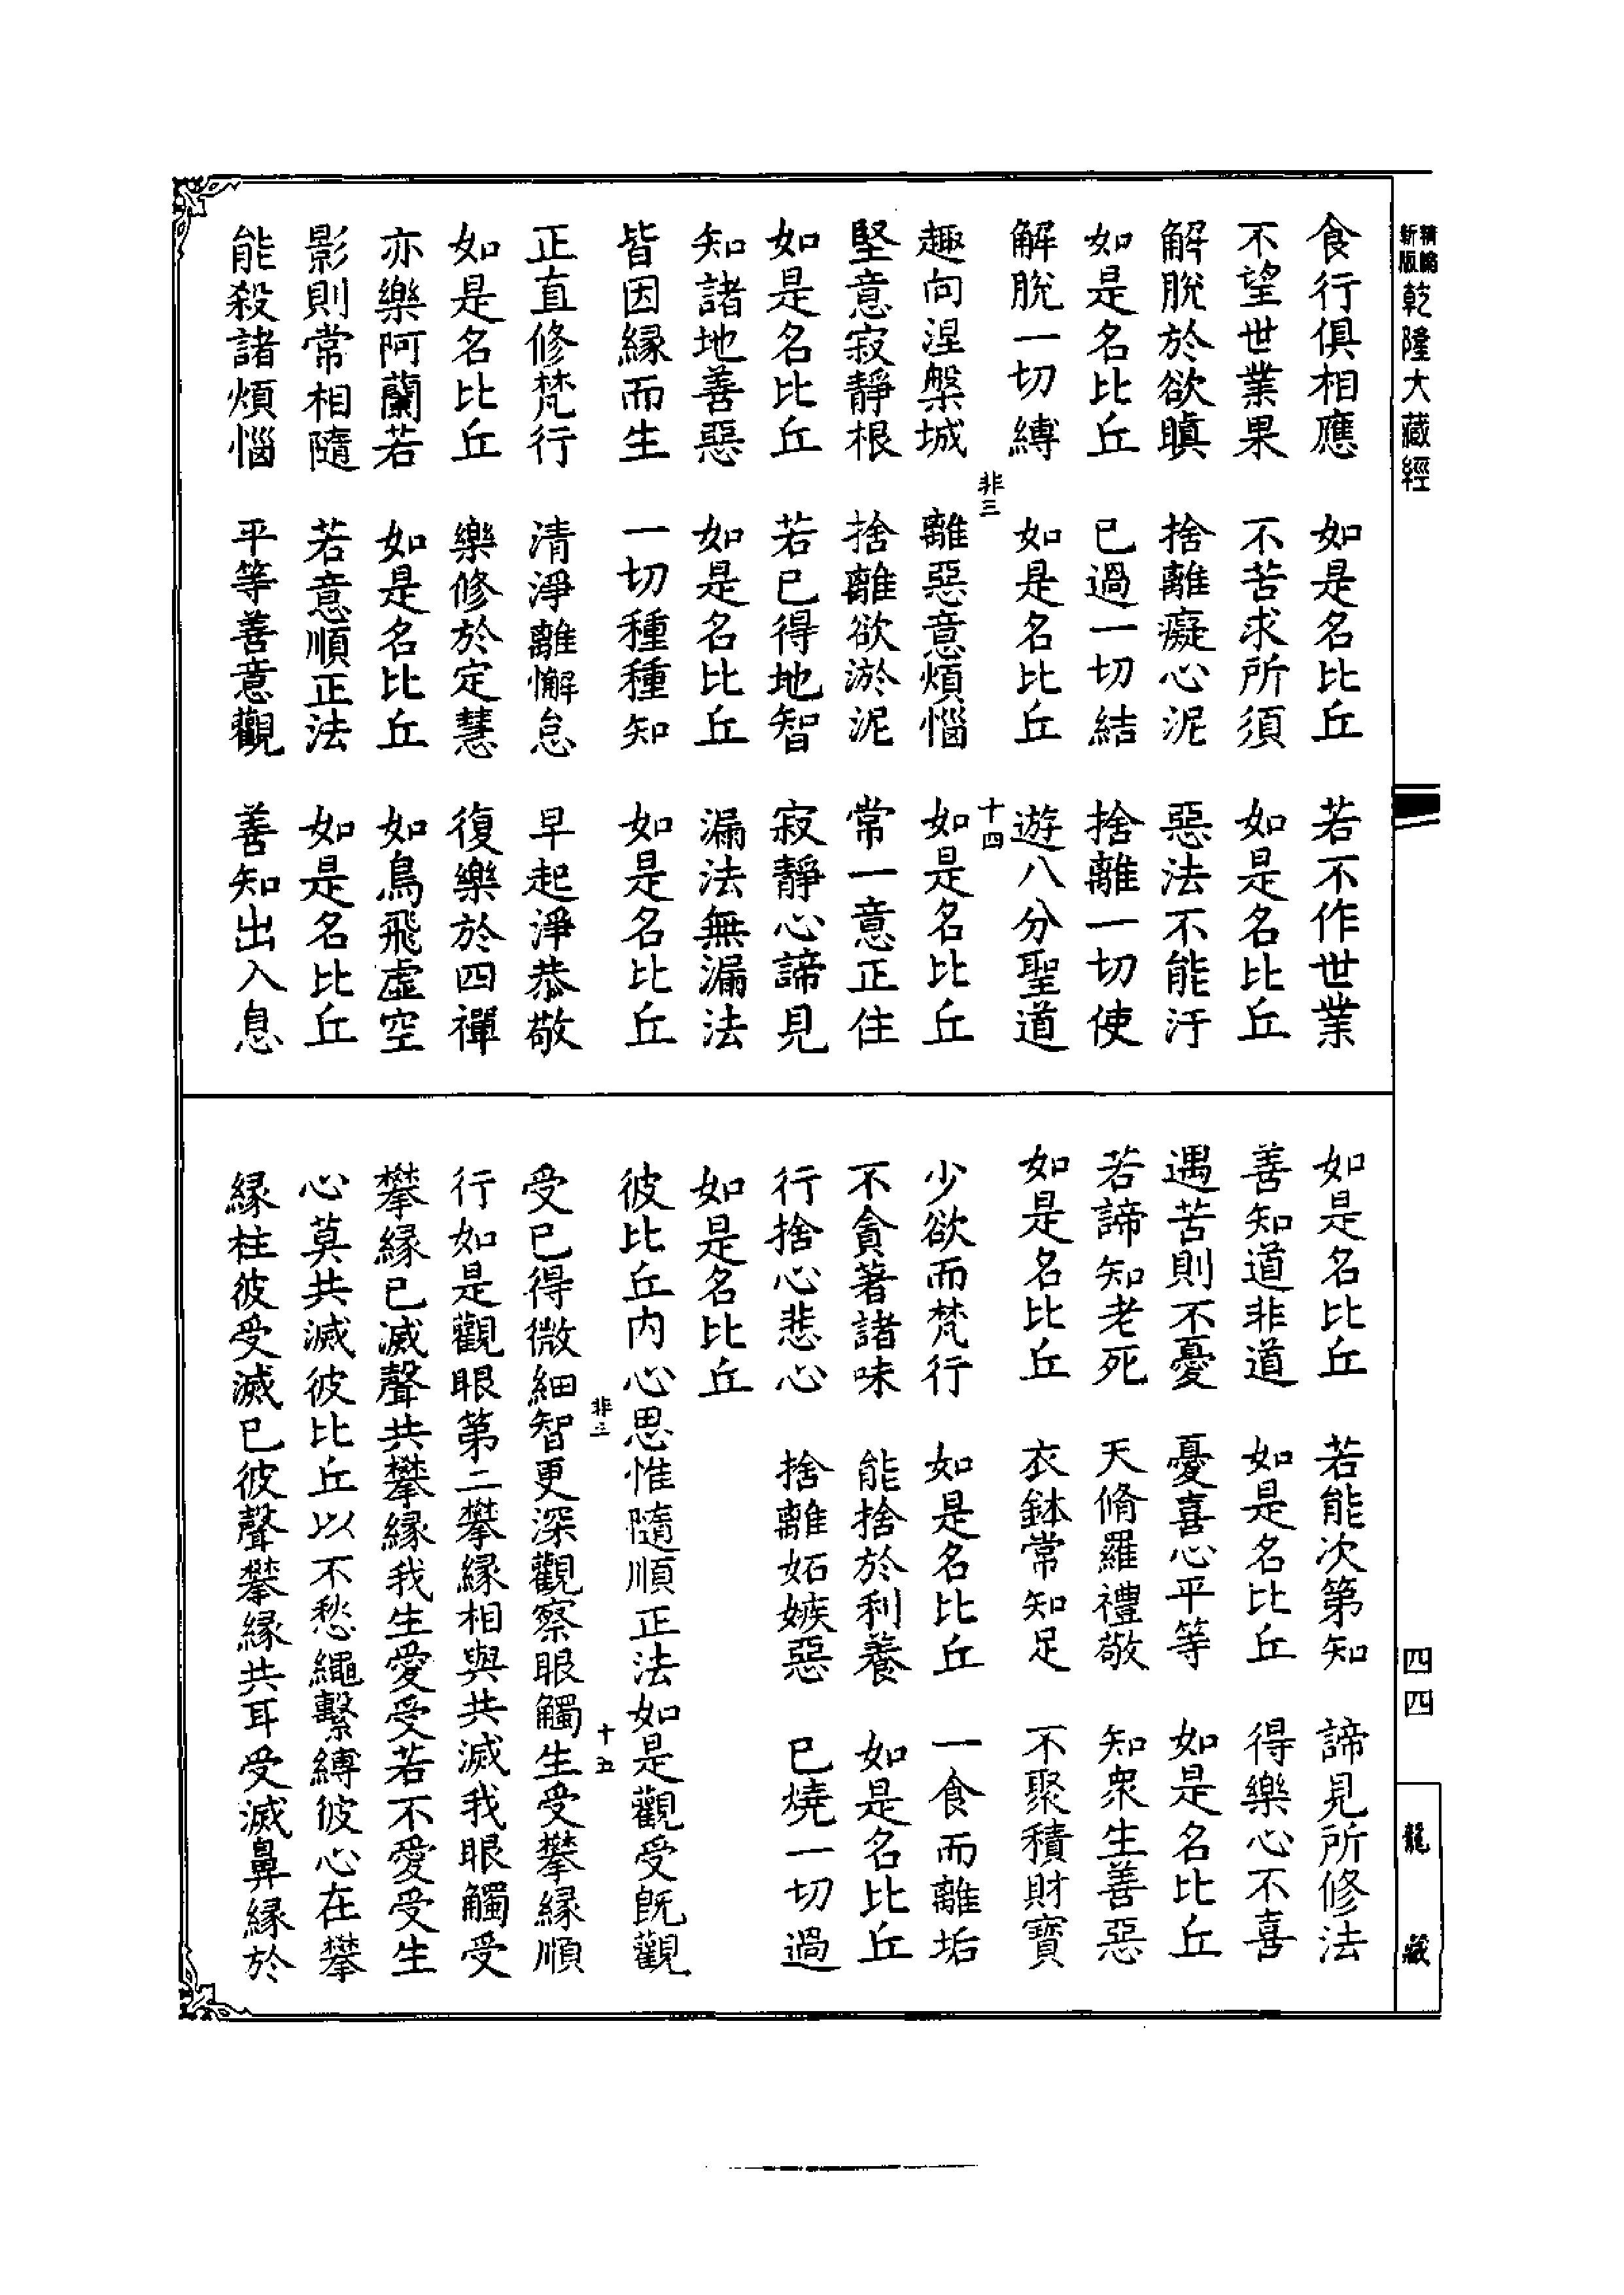 新版精縮乾隆大藏經
食行俱相應　如是名比丘　若不作世業
不望世業果　不苦求所須　如是名比丘
解脫於欲瞋　捨離癡心泥　惡法不能汙
如是名比丘　已過一切結　捨離一切使
解脫一切縛　如是名比丘　遊八分聖道
非三　十四
趣向涅槃城　離惡意煩惱　如是名比丘
堅意寂靜根　捨離欲淤泥　常一意正住
如是名比丘　若已得地智　寂靜心諦見
知諸地善惡　如是名比丘　漏法無漏法
皆因緣而生　一切種種知　如是名比丘
正直修梵行　清淨離懈怠　早起淨恭敬
如是名比丘　樂修於定慧　復樂於四禪
亦樂阿蘭若　如是名比丘　如鳥飛虛空
影則常相隨　若意順正法　如是名比丘
能殺諸煩惱　平等善意觀　善知出入息
如是名比丘　若能次第知　諦見所修法
善知道非道　如是名比丘　得樂心不喜
遇苦則不憂　憂喜心平等　如是名比丘
若諦知老死　天脩羅禮敬　知眾生善惡
如是名比丘　衣鉢常知足　不聚積財寶
少欲而梵行　如是名比丘　一食而離垢
不貪著諸味　能捨於利養　如是名比丘
行捨心悲心　捨離妬嫉惡　已燒一切過
如是名比丘
彼比丘內心思惟隨順正法如是觀受既觀
非三　十五
受已得微細智更深觀察眼觸生受攀緣順
行如是觀眼第二攀緣相與共滅我眼觸受
攀緣已滅聲共攀緣我生愛受若不愛受生
心莫共滅彼比丘以不愁繩繫縛彼心在攀
緣柱彼受滅已彼聲攀緣共耳受滅鼻緣於
四四
龍藏